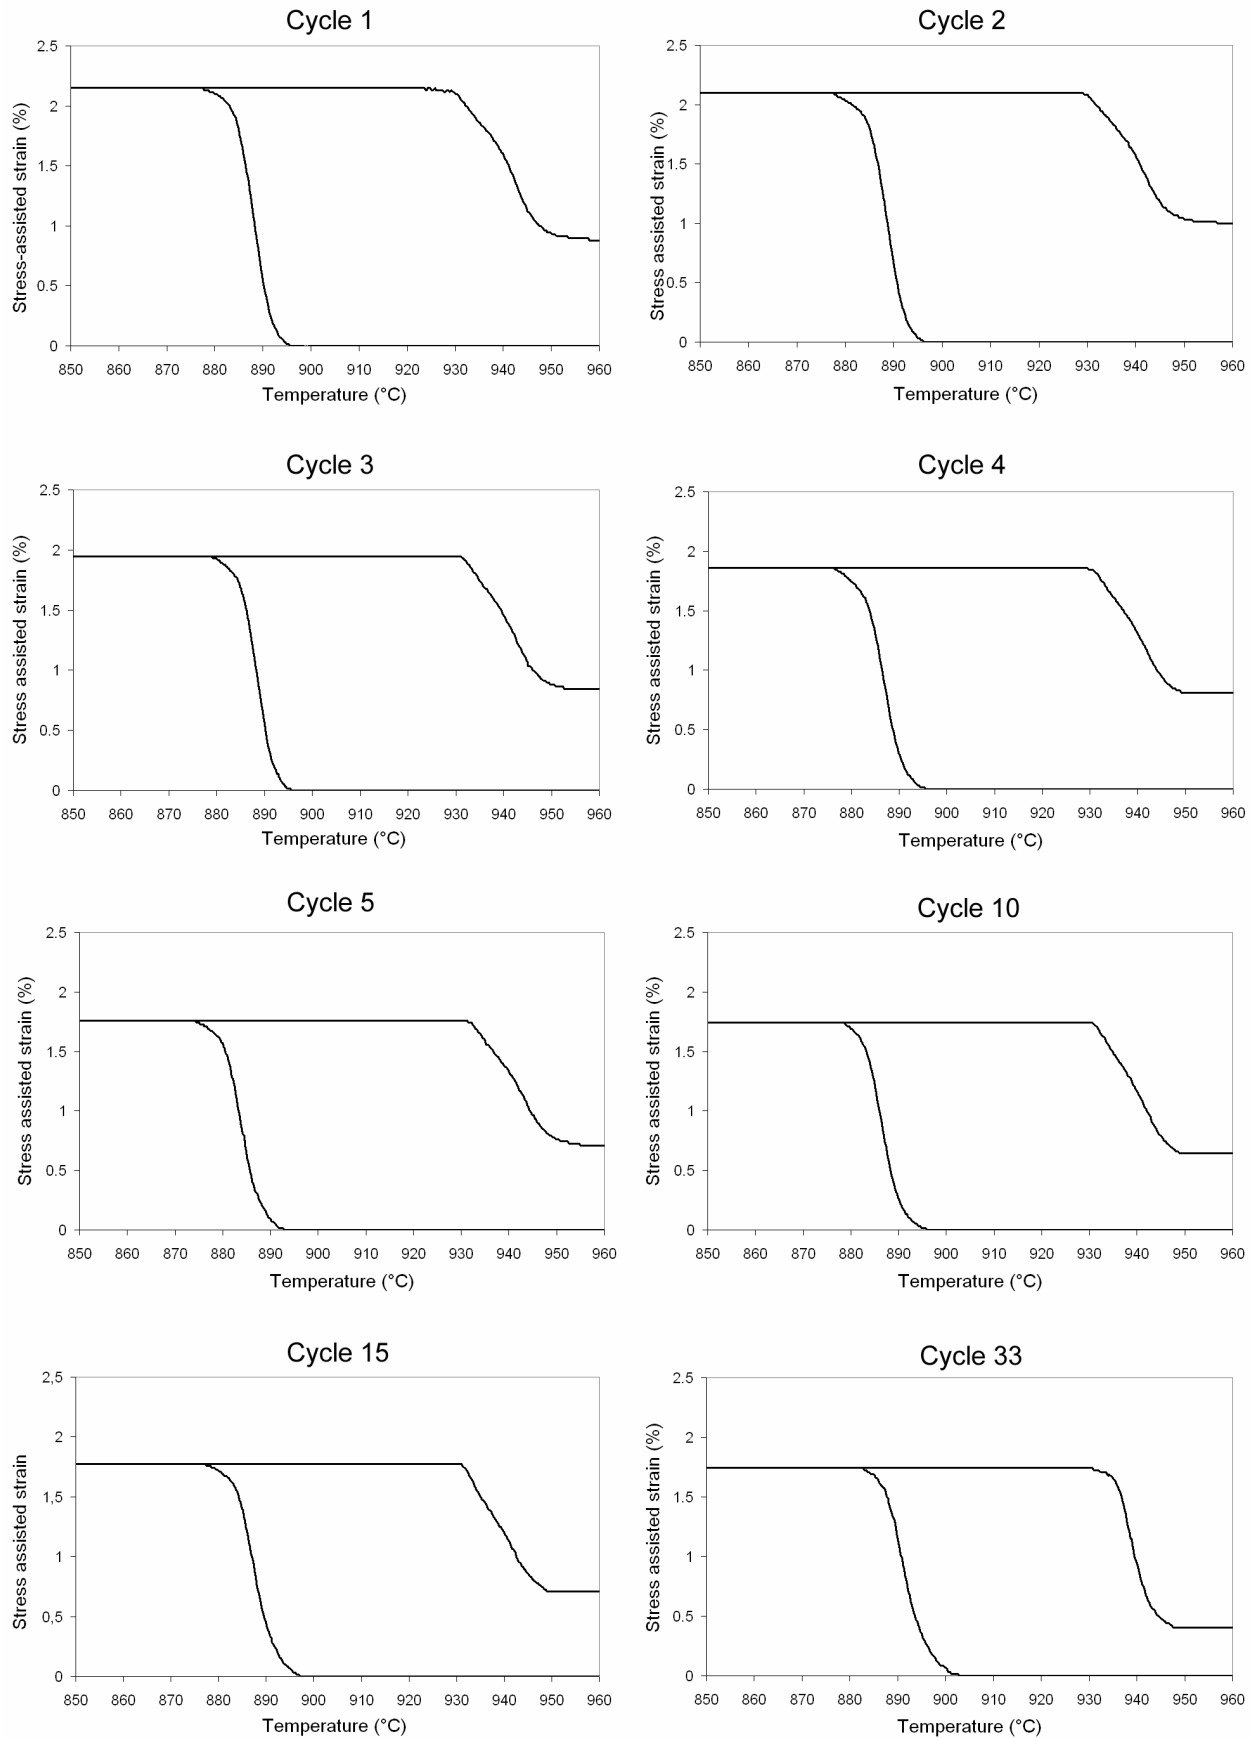 Cycle 1
2.5
2
1.5
1
0.5
0
Stress-assisted strain (%)
850 860 870 880 890 900 910 920 930 940 950 960
Temperature (°C)
Cycle 2
2.5
2
1.5
1
0.5
0
Stress assisted strain (%)
850 860 870 880 890 900 910 920 930 940 950 960
Temperature (°C)
Cycle 3
2.5
2
1.5
1
0.5
0
Stress assisted strain (%)
850 860 870 880 890 900 910 920 930 940 950 960
Temperature (°C)
Cycle 4
2.5
2
1.5
1
0.5
0
Stress assisted strain (%)
850 860 870 880 890 900 910 920 930 940 950 960
Temperature (°C)
Cycle 5
2.5
2
1.5
1
0.5
0
Stress assisted strain (%)
850 860 870 880 890 900 910 920 930 940 950 960
Temperature (°C)
Cycle 10
2.5
2
1.5
1
0.5
0
Stress assisted strain (%)
850 860 870 880 890 900 910 920 930 940 950 960
Temperature (°C)
Cycle 15
2,5
2
1,5
1
0,5
0
Stress assisted strain
850 860 870 880 890 900 910 920 930 940 950 960
Temperature (°C)
Cycle 33
2.5
2
1.5
1
0.5
0
Stress assisted strain (%)
850 860 870 880 890 900 910 920 930 940 950 960
Temperature (°C)